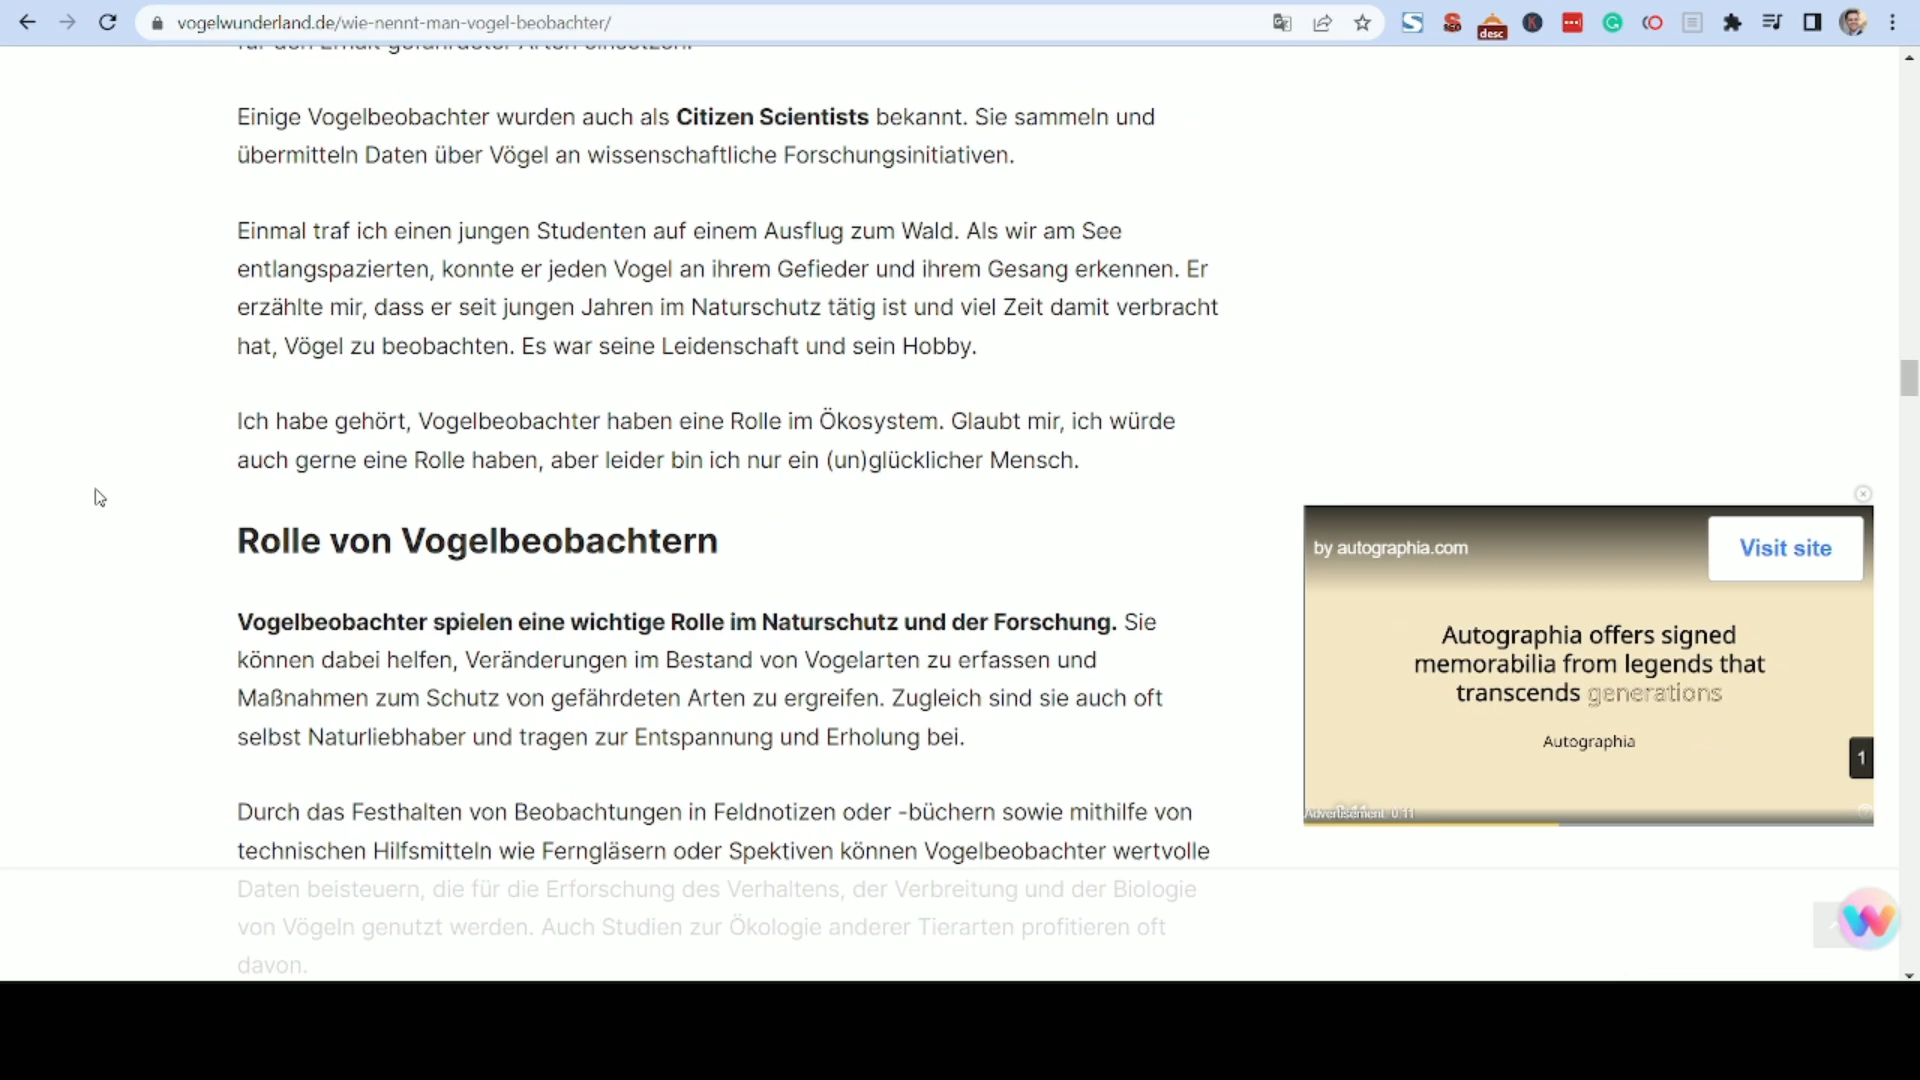 vogelwunderland.de/wie-nennt-man-vogel-beobachter/
desc
für den Erhalt gefährdeter Arten einsetzen.
Einige Vogelbeobachter wurden auch als Citizen Scientists bekannt. Sie sammeln und
übermitteln Daten über Vögel an wissenschaftliche Forschungsinitiativen.
Einmal traf ich einen jungen Studenten auf einem Ausflug zum Wald. Als wir am See
entlangspazierten, konnte er jeden Vogel an ihrem Gefieder und ihrem Gesang erkennen. Er
erzählte mir, dass er seit jungen Jahren im Naturschutz tätig ist und viel Zeit damit verbracht
hat, Vögel zu beobachten. Es war seine Leidenschaft und sein Hobby.
Ich habe gehört, Vogelbeobachter haben eine Rolle im Ökosystem. Glaubt mir, ich würde
auch gerne eine Rolle haben, aber leider bin ich nur ein (un)glücklicher Mensch.
Rolle von Vogelbeobachtern
Vogelbeobachter spielen eine wichtige Rolle im Naturschutz und der Forschung. Sie
können dabei helfen, Veränderungen im Bestand von Vogelarten zu erfassen und
Maßnahmen zum Schutz von gefährdeten Arten zu ergreifen. Zugleich sind sie auch oft
selbst Naturliebhaber und tragen zur Entspannung und Erholung bei.
Durch das Festhalten von Beobachtungen in Feldnotizen oder -büchern sowie mithilfe von
technischen Hilfsmitteln wie Ferngläsern oder Spektiven können Vogelbeobachter wertvolle
Daten beisteuern, die für die Erforschung des Verhaltens, der Verbreitung und der Biologie
von Vögeln genutzt werden. Auch Studien zur Ökologie anderer Tierarten profitieren oft
davon.
by autographia.com
Visit site
Autographia offers signed
memorabilia from legends that
transcends generations
Autographia
1
Advertisement: 0:11